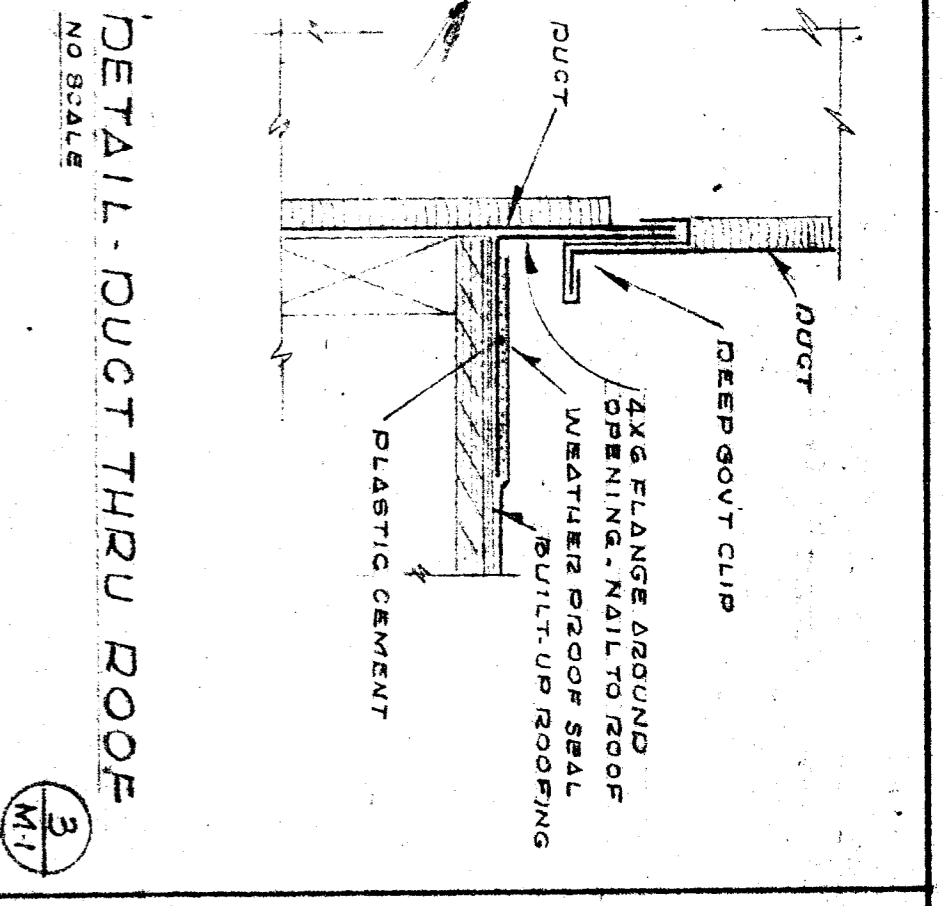 DUCT
DUCT
DEEP GOV'T CLIP
4X6 FLANGE AROUND
OPENING - NAIL TO ROOF
WEATHER PROOF SEAL
BUILT-UP ROOFING
PLASTIC CEMENT
DETAIL - DUCT THRU ROOF
NO SCALE
3
M-1